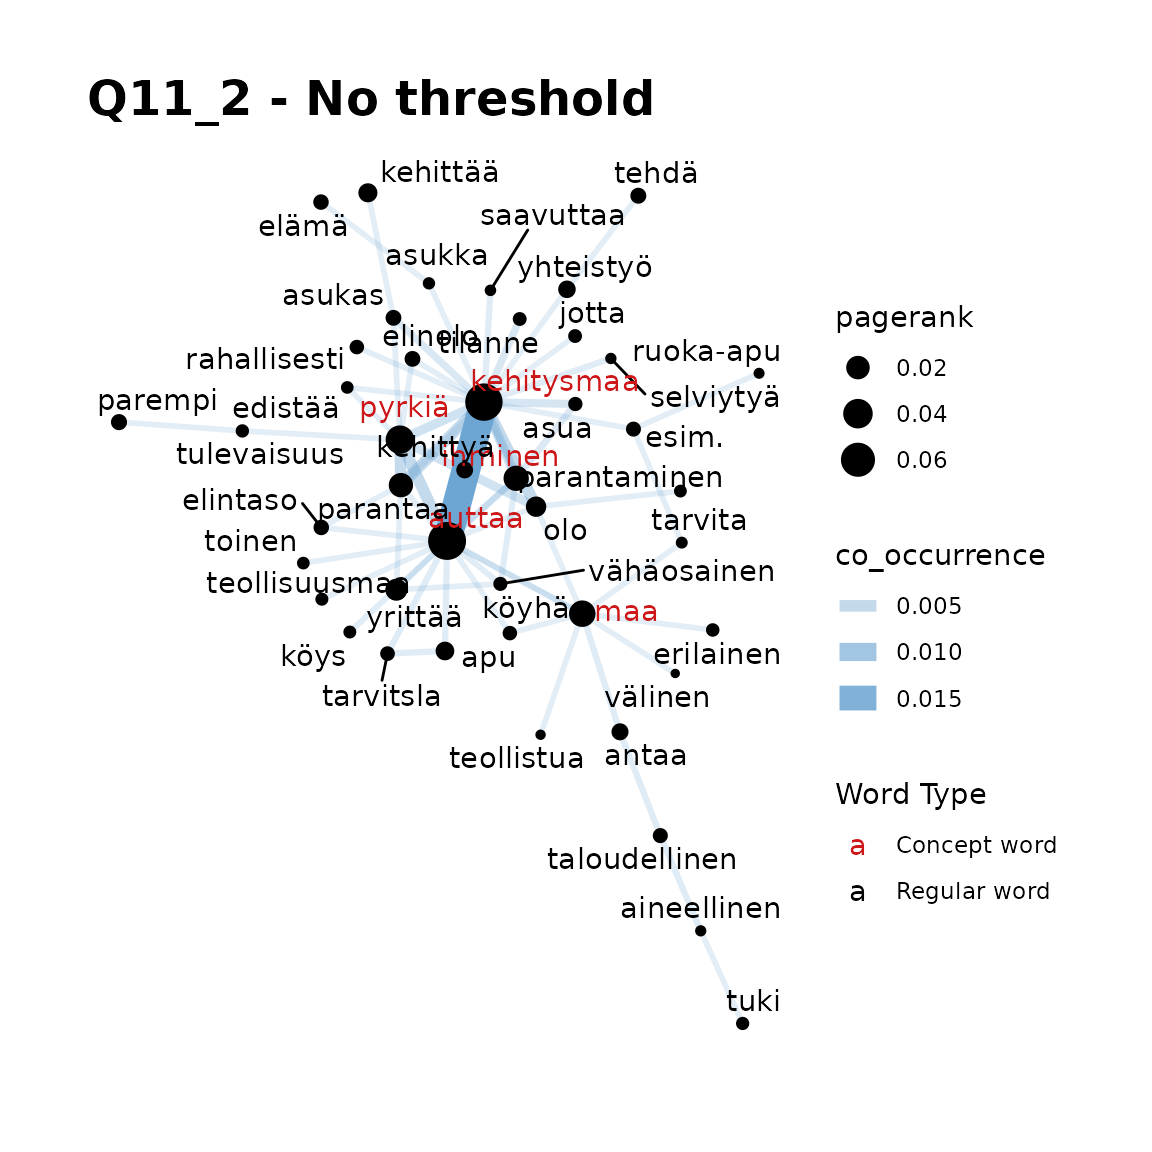 Q11_2 - No threshold
kehittää
tehdä
elämä
saavuttaa
asukka
yhteistyö
asukas
jotta
elinolo
tilanne
rahallisesti
ruoka-apu
kehitysmaa
selviytyä
parempi
edistää
pyrkiä
asua
esim.
kehittyä
ihminen
tulevaisuus
parantaminen
elintaso
parantaa
auttaa
tarvita
olo
toinen
teollisuusmaa
vähäosainen
yrittää
köyhä
maa
köys
apu
erilainen
tarvitsla
välinen
teollistua
antaa
taloudellinen
aineellinen
tuki
pagerank
0.02
0.04
0.06
co_occurrence
0.005
0.010
0.015
Word Type
a Concept word
a Regular word